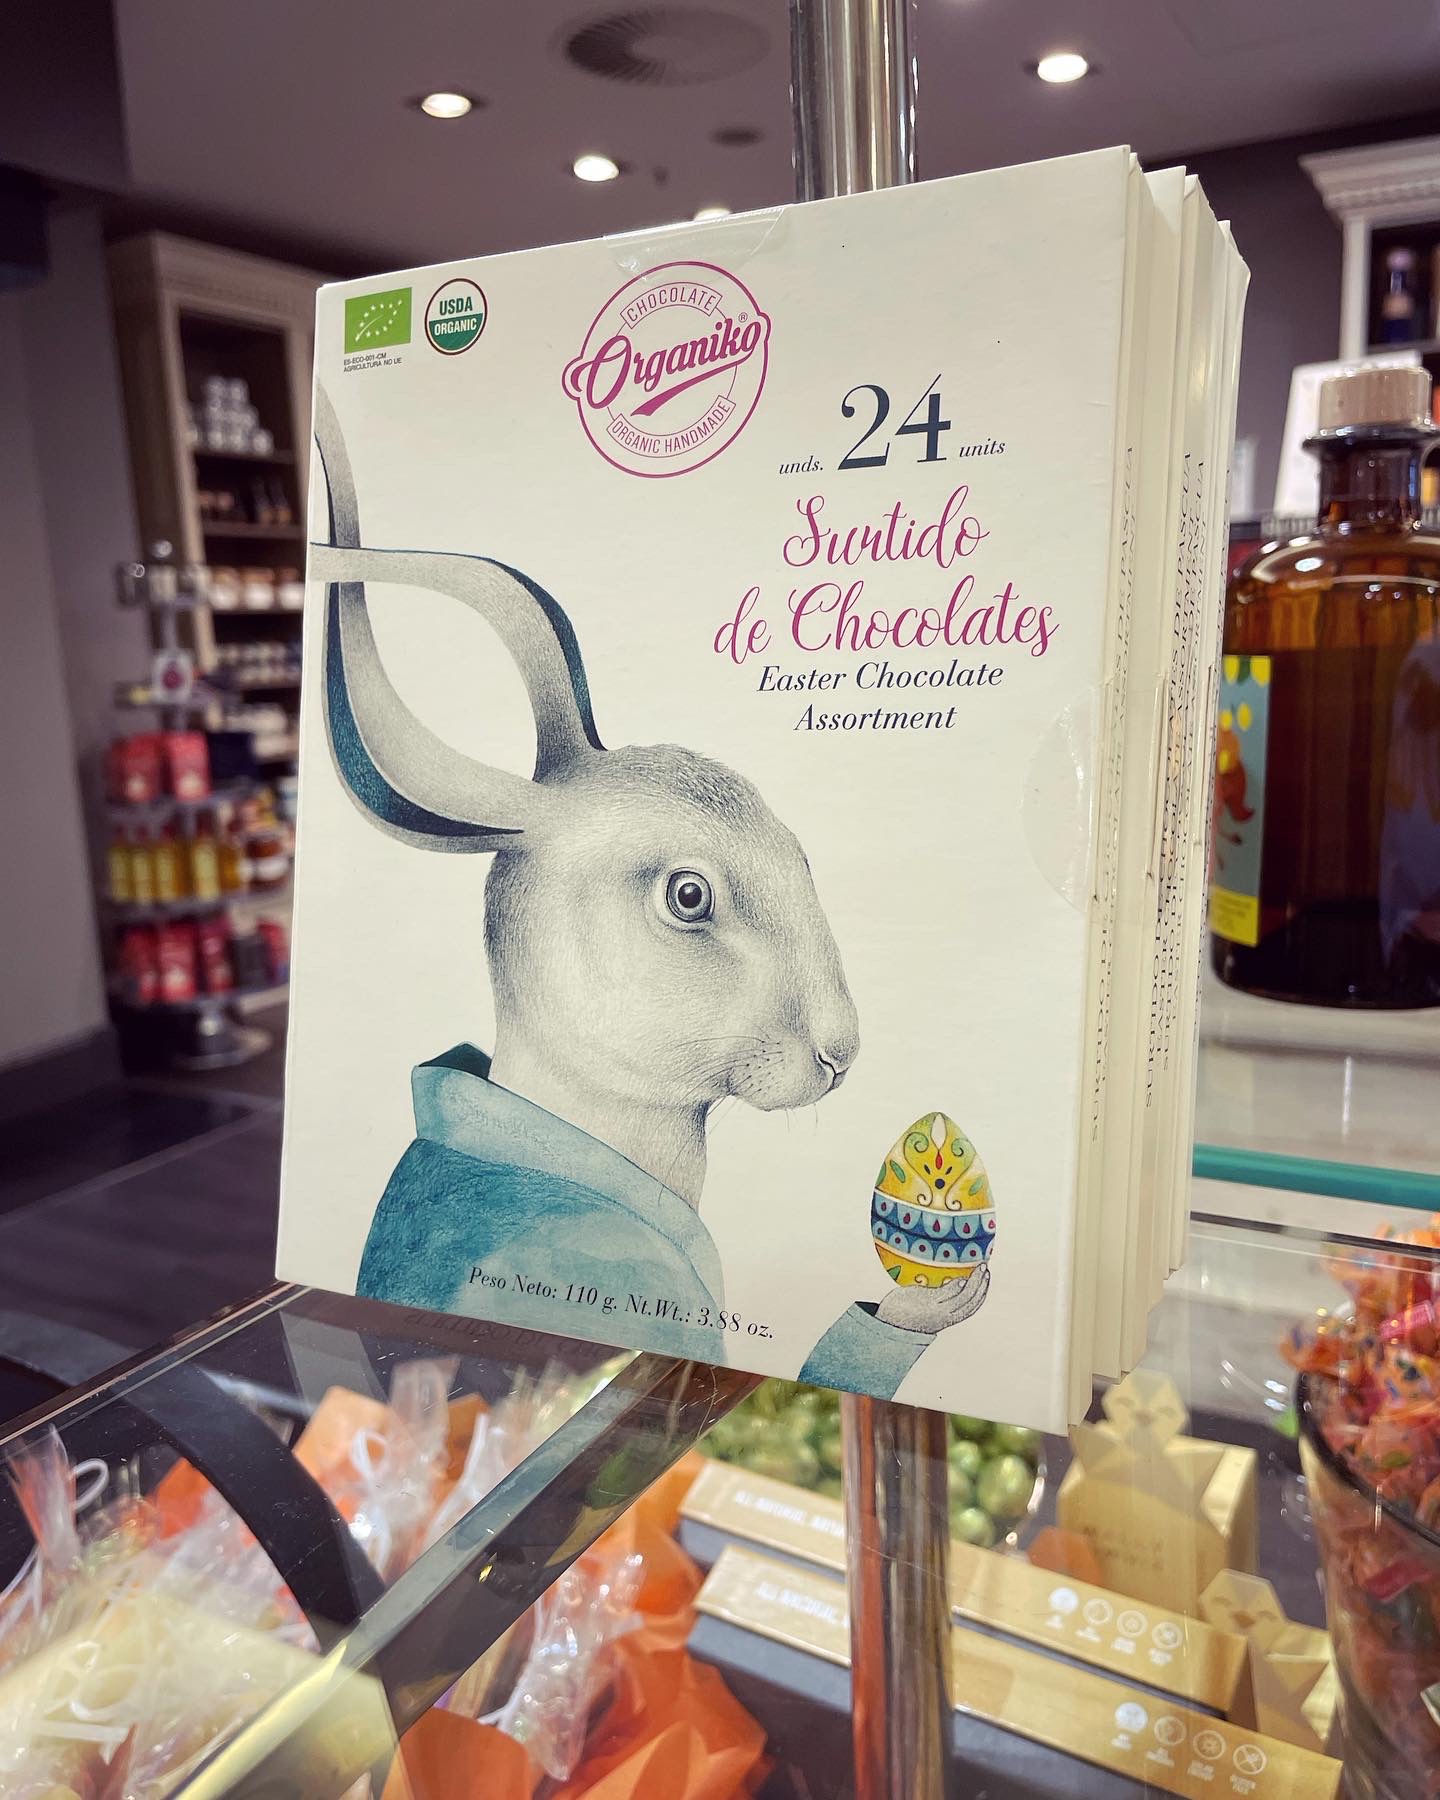 ES-ECO-001-CM
AGRICULTURA NO UE
USDA
ORGANIC
CHOCOLATE
Organiko®
ORGANIC HANDMADE
unds. 24 units
Surtido
de Chocolates
Easter Chocolate
Assortment
Peso Neto: 110 g. Nt.Wt.: 3.88 oz.